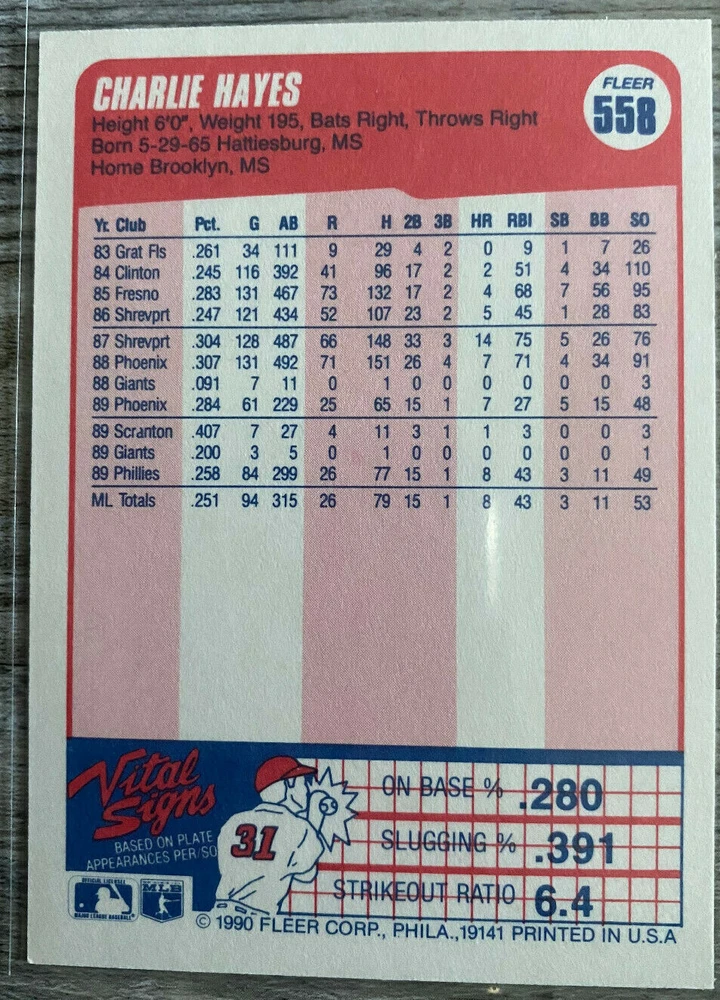 CHARLIE HAYES
FLEER
558
Height 6'0", Weight 195, Bats Right, Throws Right
Born 5-29-65 Hattiesburg, MS
Home Brooklyn, MS
Yr. Club Pct. G AB R H 2B 3B HR RBI SB BB SO
83 Grat Fls .261 34 111 9 29 4 2 0 9 1 7 26
84 Clinton .245 116 392 41 96 17 2 2 51 4 34 110
85 Fresno .283 131 467 73 132 17 2 4 68 7 56 95
86 Shrevprt .247 121 434 52 107 23 2 5 45 1 28 83
87 Shrevprt .304 128 487 66 148 33 3 14 75 5 26 76
88 Phoenix .307 131 492 71 151 26 4 7 71 4 34 91
88 Giants .091 7 11 0 1 0 0 0 0 0 0 3
89 Phoenix .284 61 229 25 65 15 1 7 27 5 15 48
89 Scranton .407 7 27 4 11 3 1 1 3 0 0 3
89 Giants .200 3 5 0 1 0 0 0 0 0 0 1
89 Phillies .258 84 299 26 77 15 1 8 43 3 11 49
ML Totals .251 94 315 26 79 15 1 8 43 3 11 53
Vital
Signs
BASED ON PLATE
APPEARANCES PER/SO
31
ON BASE % .280
SLUGGING % .391
STRIKEOUT RATIO 6.4
OFFICIAL LICENSEE
MAJOR LEAGUE BASEBALL
MLB
© 1990 FLEER CORP., PHILA.,19141 PRINTED IN U.S.A